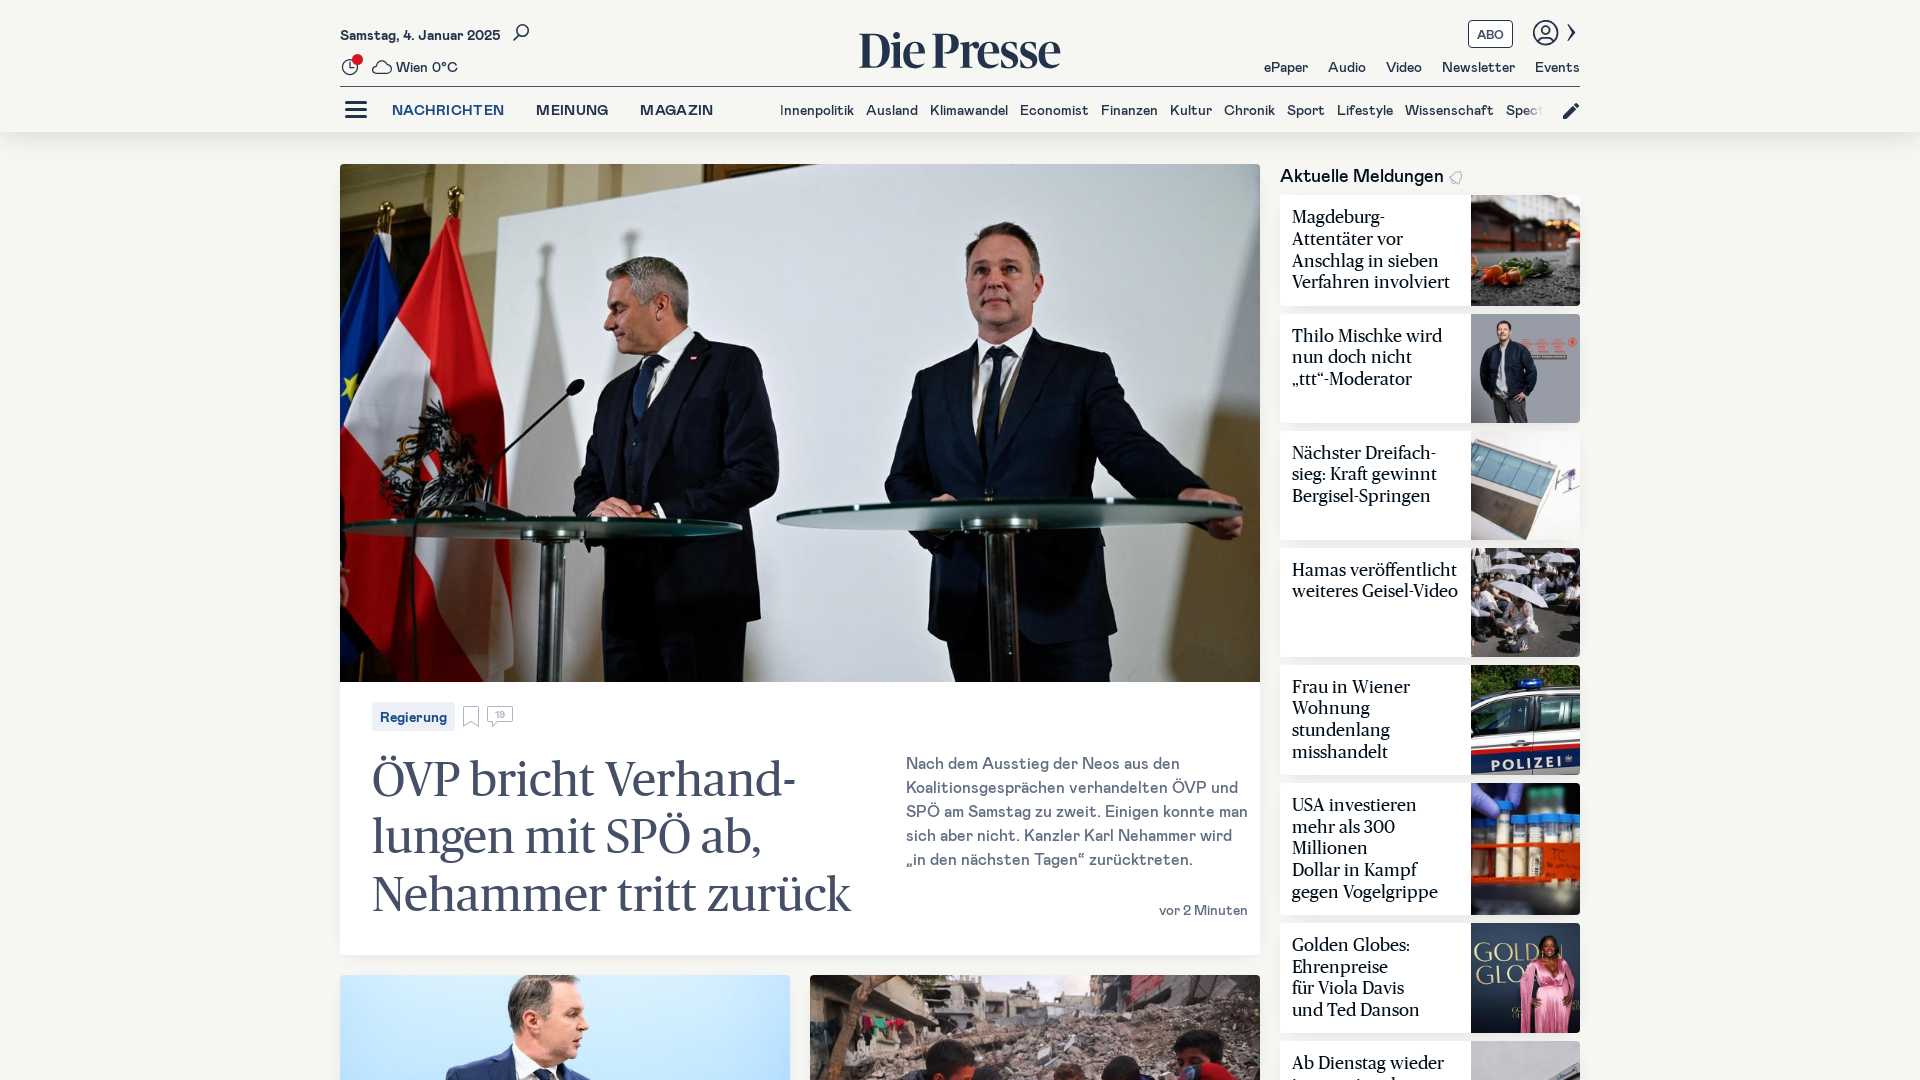 Samstag, 4. Januar 2025
Wien 0°C
Die Presse
ABO
ePaper Audio Video Newsletter Events
NACHRICHTEN MEINUNG MAGAZIN
Innenpolitik Ausland Klimawandel Economist Finanzen Kultur Chronik Sport Lifestyle Wissenschaft Spect
Regierung
19
ÖVP bricht Verhand-
lungen mit SPÖ ab,
Nehammer tritt zurück
Nach dem Ausstieg der Neos aus den
Koalitionsgesprächen verhandelten ÖVP und
SPÖ am Samstag zu zweit. Einigen konnte man
sich aber nicht. Kanzler Karl Nehammer wird
„in den nächsten Tagen“ zurücktreten.
vor 2 Minuten
Aktuelle Meldungen
Magdeburg-
Attentäter vor
Anschlag in sieben
Verfahren involviert
Thilo Mischke wird
nun doch nicht
„ttt“-Moderator
Nächster Dreifach-
sieg: Kraft gewinnt
Bergisel-Springen
Hamas veröffentlicht
weiteres Geisel-Video
Frau in Wiener
Wohnung
stundenlang
misshandelt
POLIZEI
USA investieren
mehr als 300
Millionen
Dollar in Kampf
gegen Vogelgrippe
Golden Globes:
Ehrenpreise
für Viola Davis
und Ted Danson
GOLDEN
GLO
Ab Dienstag wieder